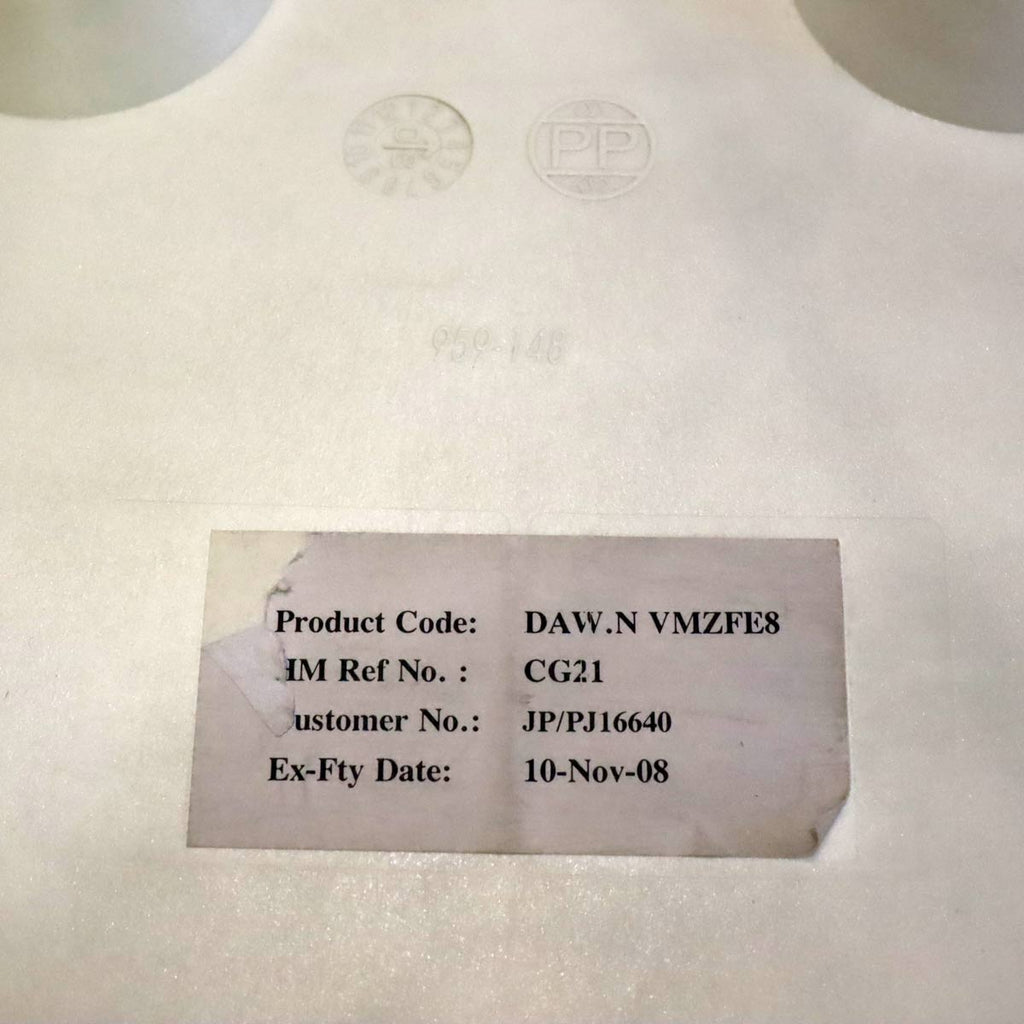 PP
959-148
Product Code: DAW.N VMZFE8
HM Ref No. : CG21
ustomer No.: JP/PJ16640
Ex-Fty Date: 10-Nov-08